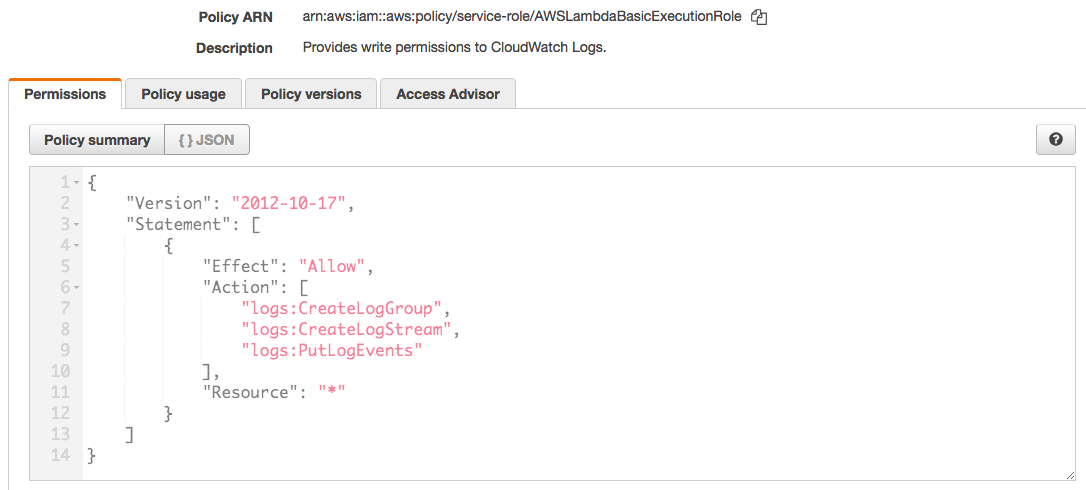 Policy ARN arn:aws:iam::aws:policy/service-role/AWSLambdaBasicExecutionRole
Description Provides write permissions to CloudWatch Logs.
Permissions Policy usage Policy versions Access Advisor
Policy summary { } JSON ?
1 {
2 "Version": "2012-10-17",
3 "Statement": [
4 {
5 "Effect": "Allow",
6 "Action": [
7 "logs:CreateLogGroup",
8 "logs:CreateLogStream",
9 "logs:PutLogEvents"
10 ],
11 "Resource": "*"
12 }
13 ]
14 }